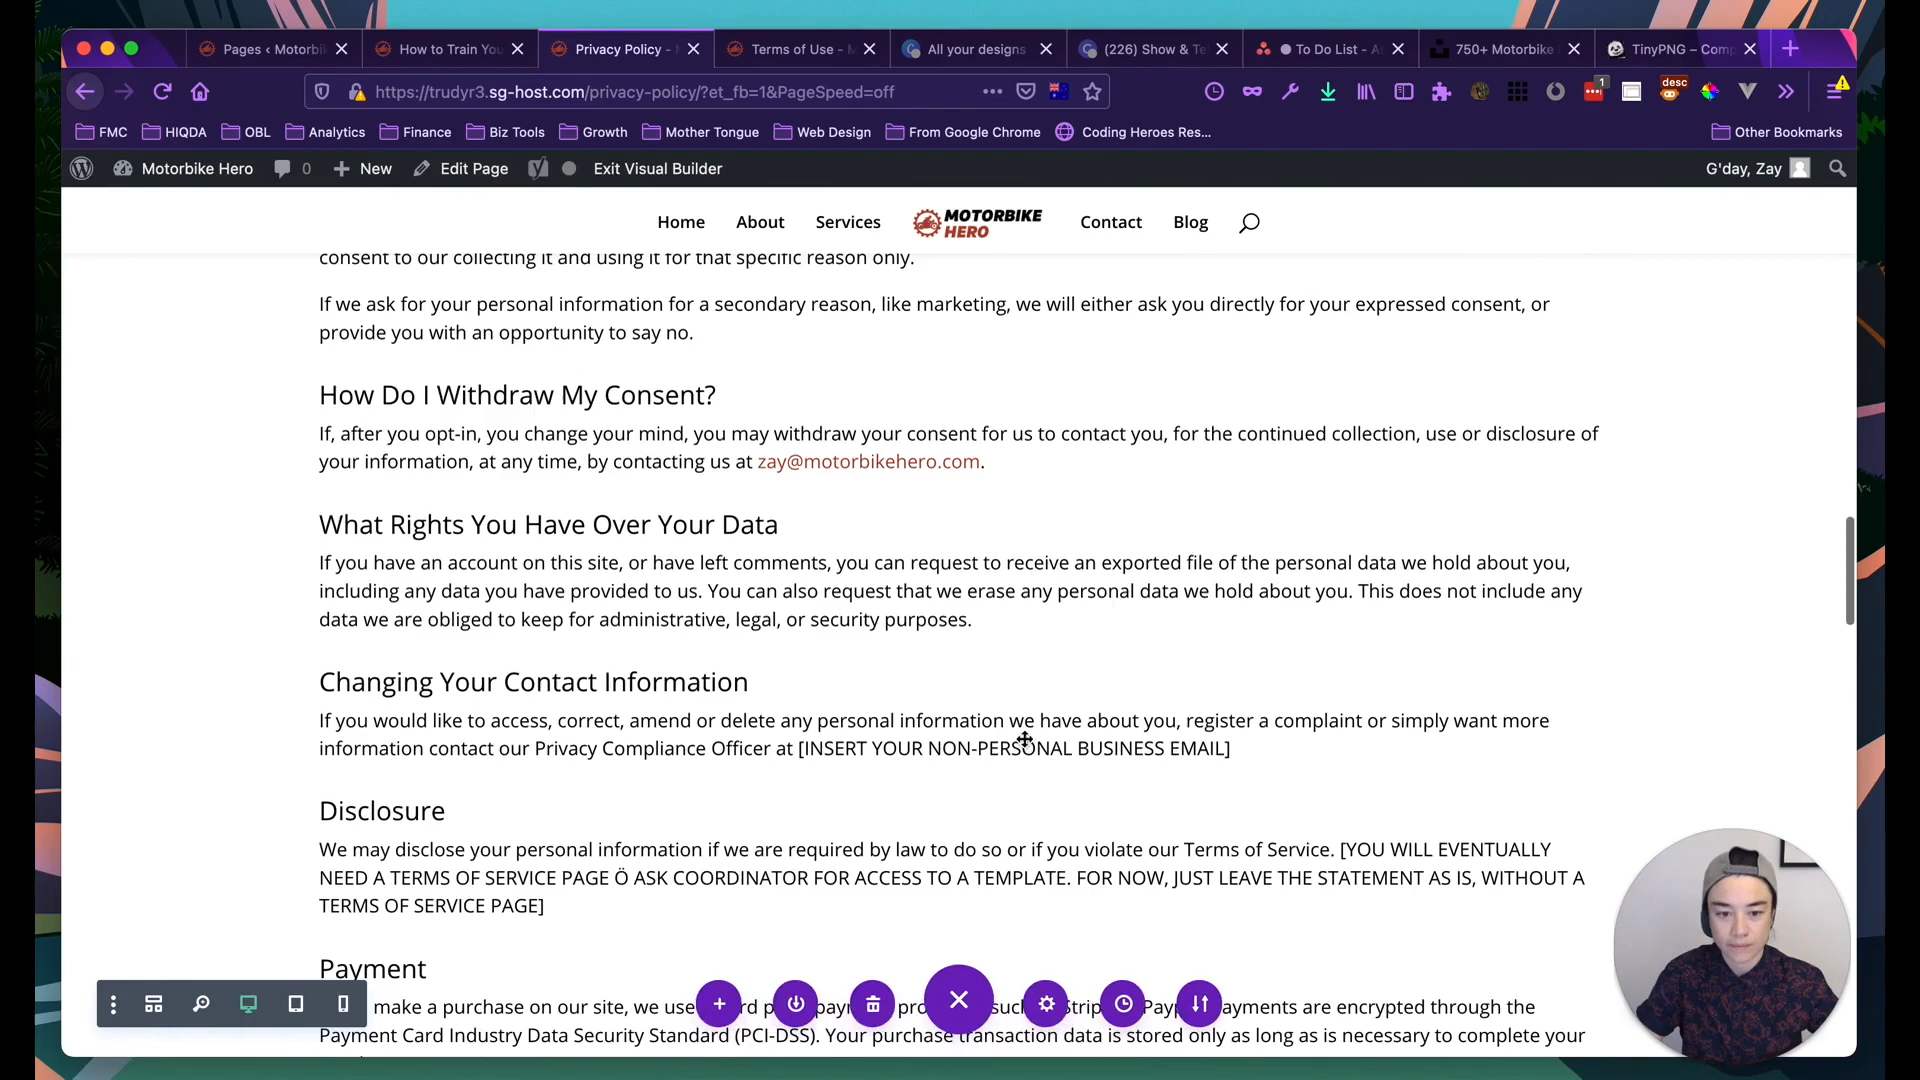 Pages ‹ Motorbi
How to Train You
Privacy Policy -
Terms of Use - M
All your designs
(226) Show & Te
To Do List - A
750+ Motorbike
TinyPNG – Comp
https://trudyr3.sg-host.com/privacy-policy/?et_fb=1&PageSpeed=off
1
desc
FMC
HIQDA
OBL
Analytics
Finance
Biz Tools
Growth
Mother Tongue
Web Design
From Google Chrome
Coding Heroes Res...
Other Bookmarks
Motorbike Hero
0
New
Edit Page
Exit Visual Builder
G'day, Zay
Home
About
Services
MOTORBIKE
HERO
Contact
Blog
consent to our collecting it and using it for that specific reason only.
If we ask for your personal information for a secondary reason, like marketing, we will either ask you directly for your expressed consent, or
provide you with an opportunity to say no.
How Do I Withdraw My Consent?
If, after you opt-in, you change your mind, you may withdraw your consent for us to contact you, for the continued collection, use or disclosure of
your information, at any time, by contacting us at zay@motorbikehero.com.
What Rights You Have Over Your Data
If you have an account on this site, or have left comments, you can request to receive an exported file of the personal data we hold about you,
including any data you have provided to us. You can also request that we erase any personal data we hold about you. This does not include any
data we are obliged to keep for administrative, legal, or security purposes.
Changing Your Contact Information
If you would like to access, correct, amend or delete any personal information we have about you, register a complaint or simply want more
information contact our Privacy Compliance Officer at [INSERT YOUR NON-PERSONAL BUSINESS EMAIL]
Disclosure
We may disclose your personal information if we are required by law to do so or if you violate our Terms of Service. [YOU WILL EVENTUALLY
NEED A TERMS OF SERVICE PAGE Ö ASK COORDINATOR FOR ACCESS TO A TEMPLATE. FOR NOW, JUST LEAVE THE STATEMENT AS IS, WITHOUT A
TERMS OF SERVICE PAGE]
Payment
make a purchase on our site, we use payments are encrypted through the
Payment Card Industry Data Security Standard (PCI-DSS). Your purchase transaction data is stored only as long as is necessary to complete your